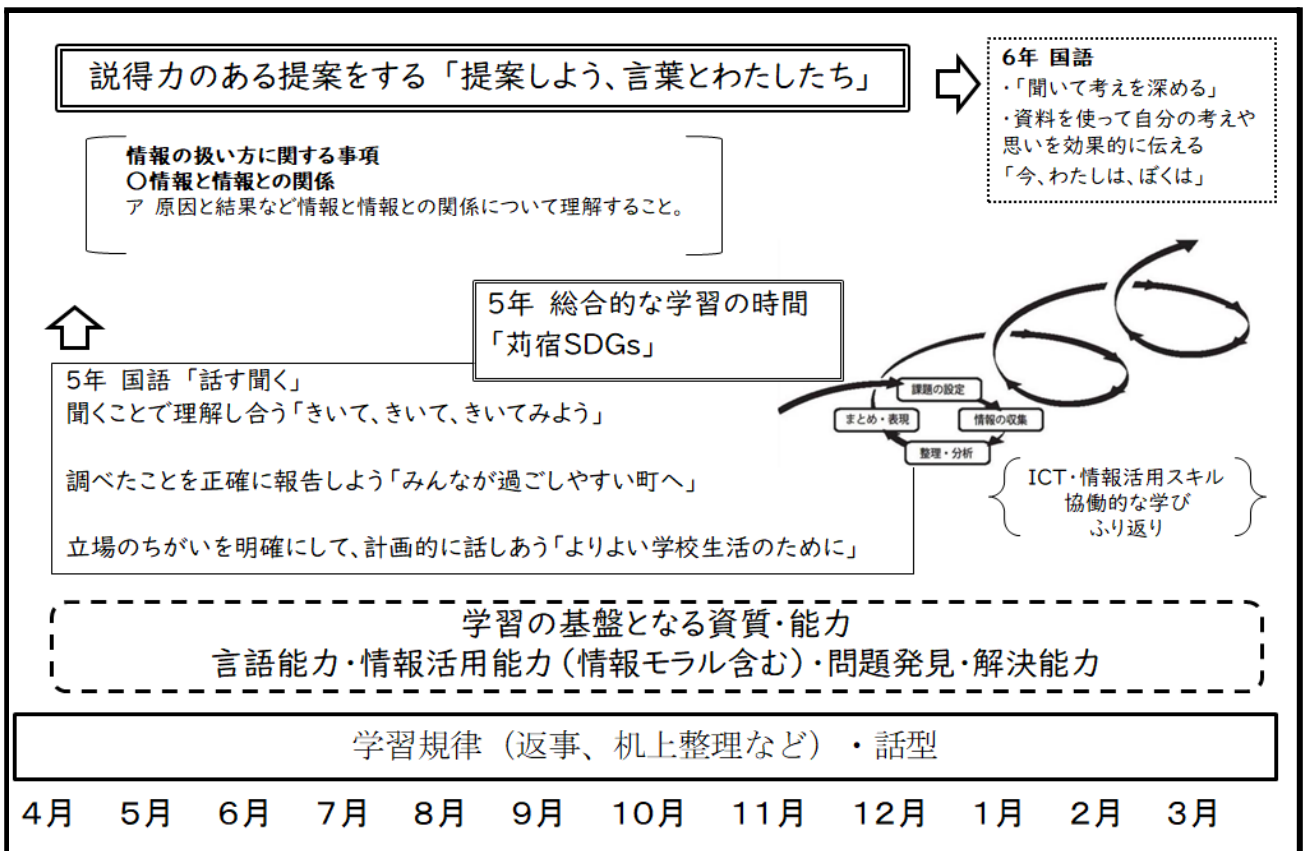 説得力のある提案をする「提案しよう、言葉とわたしたち」
6年 国語
・「聞いて考えを深める」
・資料を使って自分の考えや
思いを効果的に伝える
「今、わたしは、ぼくは」
情報の扱い方に関する事項
〇情報と情報との関係
ア 原因と結果など情報と情報との関係について理解すること。
5年 総合的な学習の時間
「苅宿SDGs」
5年 国語 「話す聞く」
聞くことで理解し合う「きいて、きいて、きいてみよう」
調べたことを正確に報告しよう「みんなが過ごしやすい町へ」
立場のちがいを明確にして、計画的に話しあう「よりよい学校生活のために」
課題の設定
まとめ・表現
情報の収集
整理・分析
ICT・情報活用スキル
協働的な学び
ふり返り
学習の基盤となる資質・能力
言語能力・情報活用能力(情報モラル含む)・問題発見・解決能力
学習規律(返事、机上整理など)・話型
4月 5月 6月 7月 8月 9月 10月 11月 12月 1月 2月 3月